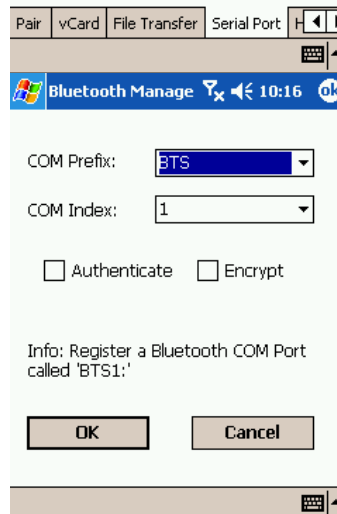 Pair vCard File Transfer Serial Port
Bluetooth Manage 10:16 ok
COM Prefix: BTS
COM Index: 1
Authenticate Encrypt
Info: Register a Bluetooth COM Port
called 'BTS1:'
OK Cancel